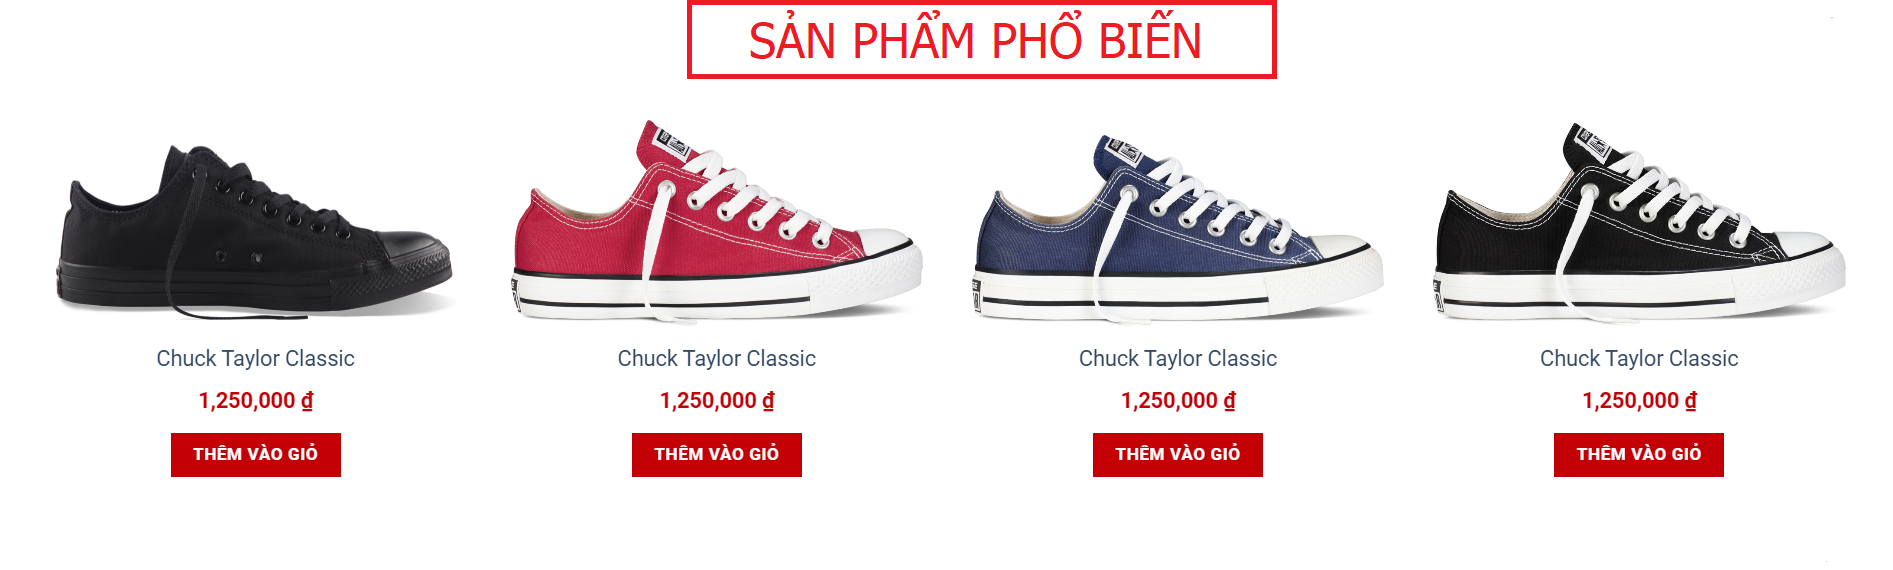 SẢN PHẨM PHỔ BIẾN
Chuck Taylor Classic
Chuck Taylor Classic
Chuck Taylor Classic
Chuck Taylor Classic
1,250,000 ₫
1,250,000 ₫
1,250,000 ₫
1,250,000 ₫
THÊM VÀO GIỎ
THÊM VÀO GIỎ
THÊM VÀO GIỎ
THÊM VÀO GIỎ